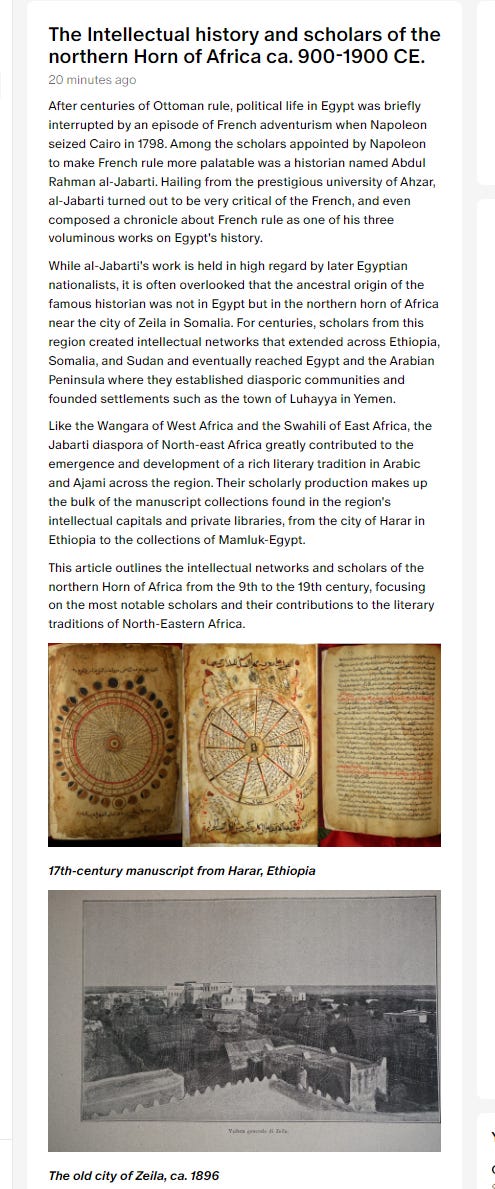 The Intellectual history and scholars of the
northern Horn of Africa ca. 900-1900 CE.
20 minutes ago
After centuries of Ottoman rule, political life in Egypt was briefly
interrupted by an episode of French adventurism when Napoleon
seized Cairo in 1798. Among the scholars appointed by Napoleon
to make French rule more palatable was a historian named Abdul
Rahman al-Jabarti. Hailing from the prestigious university of Ahzar,
al-Jabarti turned out to be very critical of the French, and even
composed a chronicle about French rule as one of his three
voluminous works on Egypt's history.
While al-Jabarti's work is held in high regard by later Egyptian
nationalists, it is often overlooked that the ancestral origin of the
famous historian was not in Egypt but in the northern horn of Africa
near the city of Zeila in Somalia. For centuries, scholars from this
region created intellectual networks that extended across Ethiopia,
Somalia, and Sudan and eventually reached Egypt and the Arabian
Peninsula where they established diasporic communities and
founded settlements such as the town of Luhayya in Yemen.
Like the Wangara of West Africa and the Swahili of East Africa, the
Jabarti diaspora of North-east Africa greatly contributed to the
emergence and development of a rich literary tradition in Arabic
and Ajami across the region. Their scholarly production makes up
the bulk of the manuscript collections found in the region's
intellectual capitals and private libraries, from the city of Harar in
Ethiopia to the collections of Mamluk-Egypt.
This article outlines the intellectual networks and scholars of the
northern Horn of Africa from the 9th to the 19th century, focusing
on the most notable scholars and their contributions to the literary
traditions of North-Eastern Africa.
17th-century manuscript from Harar, Ethiopia
Veduta generale di Zeila.
The old city of Zeila, ca. 1896